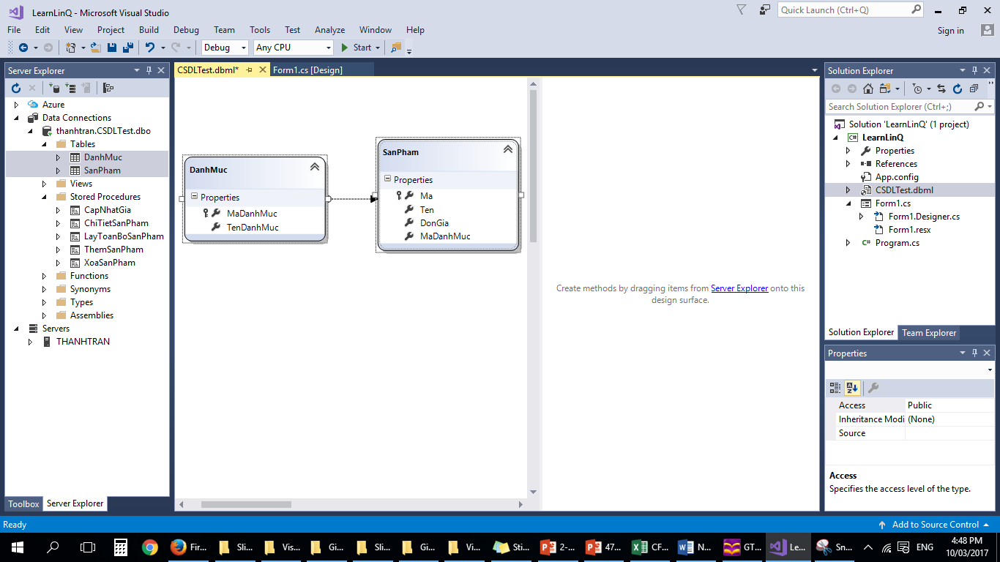 LearnLinQ - Microsoft Visual Studio
Quick Launch (Ctrl+Q)
File Edit View Project Build Debug Team Tools Test Analyze Window Help
Sign in
Debug Any CPU Start
Server Explorer
Azure
Data Connections
thanhtran.CSDLTest.dbo
Tables
DanhMuc
SanPham
Views
Stored Procedures
CapNhatGia
ChiTietSanPham
LayToanBoSanPham
ThemSanPham
XoaSanPham
Functions
Synonyms
Types
Assemblies
Servers
THANHTRAN
Toolbox Server Explorer
CSDLTest.dbml* Form1.cs [Design]
DanhMuc
Properties
MaDanhMuc
TenDanhMuc
SanPham
Properties
Ma
Ten
DonGia
MaDanhMuc
Create methods by dragging items from Server Explorer onto this
design surface.
Solution Explorer
Search Solution Explorer (Ctrl+;)
Solution 'LearnLinQ' (1 project)
LearnLinQ
Properties
References
App.config
CSDLTest.dbml
Form1.cs
Form1.Designer.cs
Form1.resx
Program.cs
Solution Explorer Team Explorer
Properties
Access Public
Inheritance Modi (None)
Source
Access
Specifies the access level of the type.
Ready
Add to Source Control
Fir... Sli... Vis... Gi... Sli... Gi... Vi... Sti... 2-... 47... CF... N... GT... Le... Sn... ENG
4:48 PM
10/03/2017